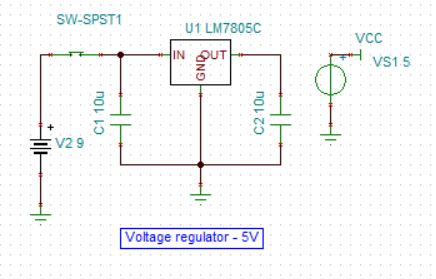 SW-SPST1
U1 LM7805C
IN
OUT
GND
VCC
+
VS1 5
C1 10u
C2 10u
+
V2 9
Voltage regulator - 5V